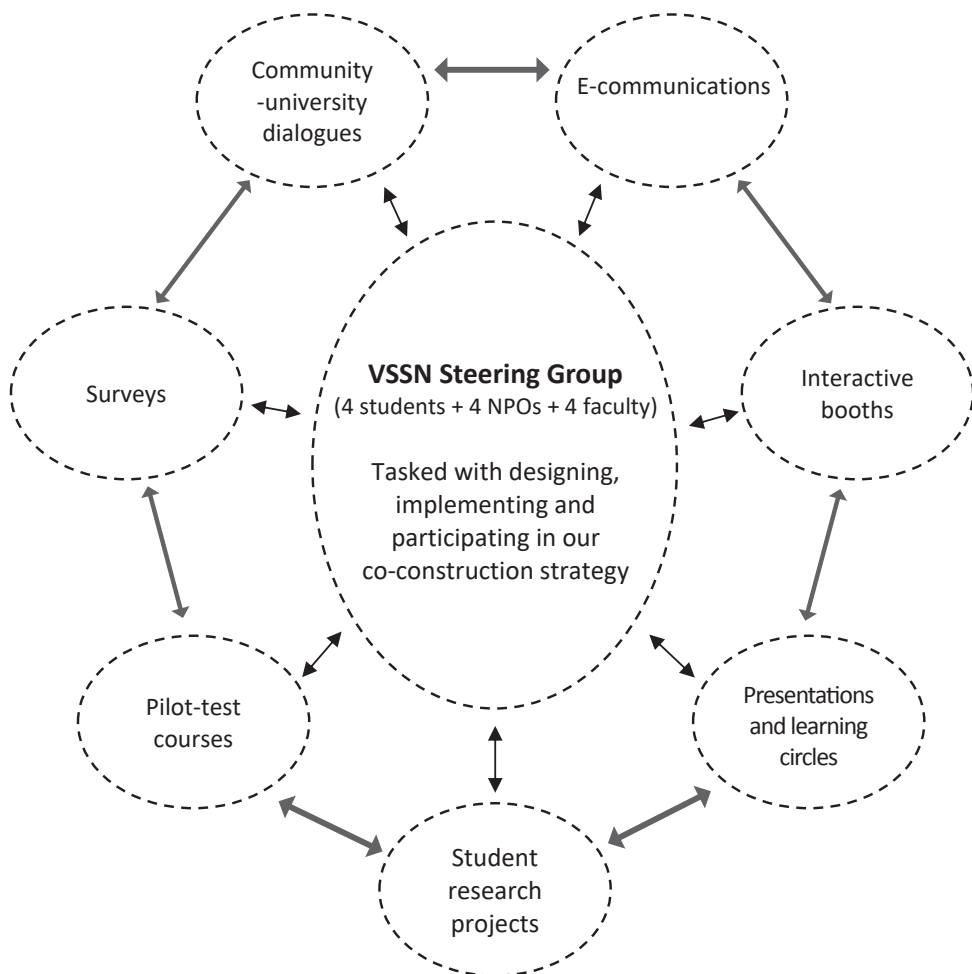 Community
-university
dialogues
E-communications
Surveys
VSSN Steering Group
(4 students + 4 NPOs + 4 faculty)
Tasked with designing,
implementing and
participating in our
co-construction strategy
Interactive
booths
Pilot-test
courses
Presentations
and learning
circles
Student
research
projects